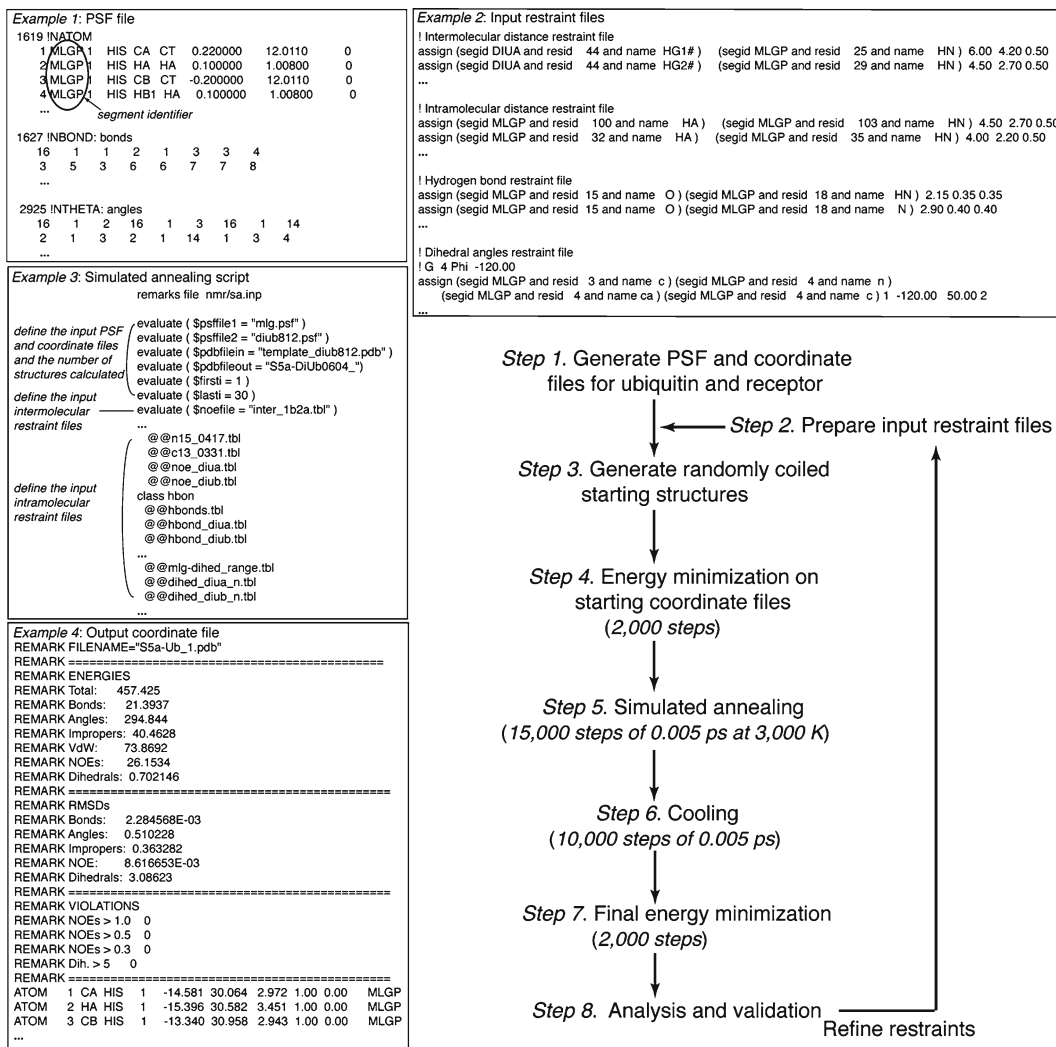 Example 1: PSF file
1619 !NATOM
1 MLGP 1 HIS CA CT 0.220000 12.0110 0
2 MLGP 1 HIS HA HA 0.100000 1.00800 0
3 MLGP 1 HIS CB CT -0.200000 12.0110 0
4 MLGP 1 HIS HB1 HA 0.100000 1.00800 0
...
segment identifier
1627 !NBOND: bonds
16 1 1 2 1 3 3 4
3 5 3 6 6 7 7 8
...
2925 !NTHETA: angles
16 1 2 16 1 3 16 1 14
2 1 3 2 1 14 1 3 4
...
Example 2: Input restraint files
! Intermolecular distance restraint file
assign (segid DIUA and resid 44 and name HG1# ) (segid MLGP and resid 25 and name HN ) 6.00 4.20 0.50
assign (segid DIUA and resid 44 and name HG2# ) (segid MLGP and resid 29 and name HN ) 4.50 2.70 0.50
...
! Intramolecular distance restraint file
assign (segid MLGP and resid 100 and name HA ) (segid MLGP and resid 103 and name HN ) 4.50 2.70 0.50
assign (segid MLGP and resid 32 and name HA ) (segid MLGP and resid 35 and name HN ) 4.00 2.20 0.50
...
! Hydrogen bond restraint file
assign (segid MLGP and resid 15 and name O ) (segid MLGP and resid 18 and name HN ) 2.15 0.35 0.35
assign (segid MLGP and resid 15 and name O ) (segid MLGP and resid 18 and name N ) 2.90 0.40 0.40
...
! Dihedral angles restraint file
! G 4 Phi -120.00
assign (segid MLGP and resid 3 and name c ) (segid MLGP and resid 4 and name n )
(segid MLGP and resid 4 and name ca ) (segid MLGP and resid 4 and name c ) 1 -120.00 50.00 2
...
Example 3: Simulated annealing script
remarks file nmr/sa.inp
define the input PSF
and coordinate files
and the number of
structures calculated
evaluate ( $psffile1 = "mlg.psf" )
evaluate ( $psffile2 = "diub812.psf" )
evaluate ( $pdbfilein = "template_diub812.pdb" )
evaluate ( $pdbfileout = "S5a-DiUb0604_")
evaluate ( $firsti = 1 )
evaluate ( $lasti = 30 )
define the input
intermolecular
restraint files
evaluate ( $noefile = "inter_1b2a.tbl" )
...
define the input
intramolecular
restraint files
@@n15_0417.tbl
@@c13_0331.tbl
@@noe_diua.tbl
@@noe_diub.tbl
class hbon
@@hbonds.tbl
@@hbond_diua.tbl
@@hbond_diub.tbl
...
@@mlg-dihed_range.tbl
@@dihed_diua_n.tbl
@@dihed_diub_n.tbl
...
Example 4: Output coordinate file
REMARK FILENAME="S5a-Ub_1.pdb"
REMARK =============================================
REMARK ENERGIES
REMARK Total: 457.425
REMARK Bonds: 21.3937
REMARK Angles: 294.844
REMARK Impropers: 40.4628
REMARK VdW: 73.8692
REMARK NOEs: 26.1534
REMARK Dihedrals: 0.702146
REMARK ==============================================
REMARK RMSDs
REMARK Bonds: 2.284568E-03
REMARK Angles: 0.510228
REMARK Impropers: 0.363282
REMARK NOE: 8.616653E-03
REMARK Dihedrals: 3.08623
REMARK ==============================================
REMARK VIOLATIONS
REMARK NOEs > 1.0 0
REMARK NOEs > 0.5 0
REMARK NOEs > 0.3 0
REMARK Dih. > 5 0
REMARK ==============================================
ATOM 1 CA HIS 1 -14.581 30.064 2.972 1.00 0.00 MLGP
ATOM 2 HA HIS 1 -15.396 30.582 3.451 1.00 0.00 MLGP
ATOM 3 CB HIS 1 -13.340 30.958 2.943 1.00 0.00 MLGP
...
Step 1. Generate PSF and coordinate
files for ubiquitin and receptor
Step 2. Prepare input restraint files
Step 3. Generate randomly coiled
starting structures
Step 4. Energy minimization on
starting coordinate files
(2,000 steps)
Step 5. Simulated annealing
(15,000 steps of 0.005 ps at 3,000 K)
Step 6. Cooling
(10,000 steps of 0.005 ps)
Step 7. Final energy minimization
(2,000 steps)
Step 8. Analysis and validation
Refine restraints